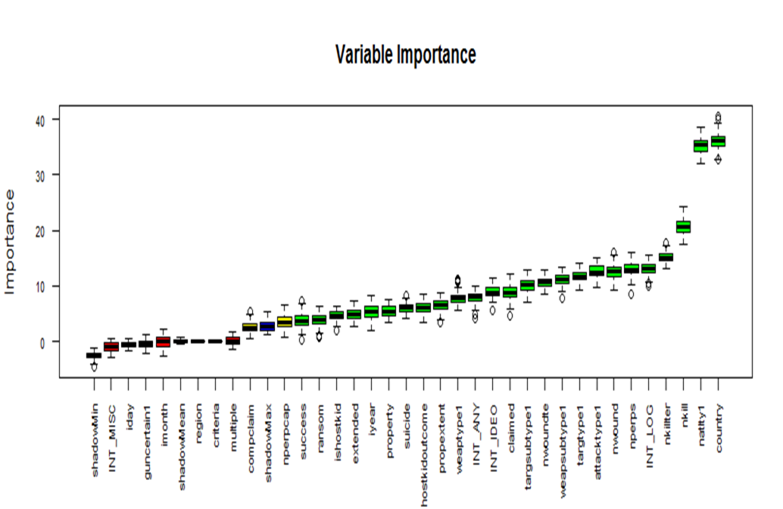 Variable Importance
Importance
40
30
20
10
0
shadowMin
INT_MISC
iday
guncertain1
imonth
shadowMean
region
criteria
multiple
compclaim
shadowMax
nperpcap
success
ransom
ishostkid
extended
iyear
property
suicide
hostkidoutcome
propextent
weaptype1
INT_ANY
INT_IDEO
claimed
targsubtype1
nwoundte
weapsubtype1
targtype1
attacktype1
nwound
nperps
INT_LOG
nkillter
nkill
natlty1
country